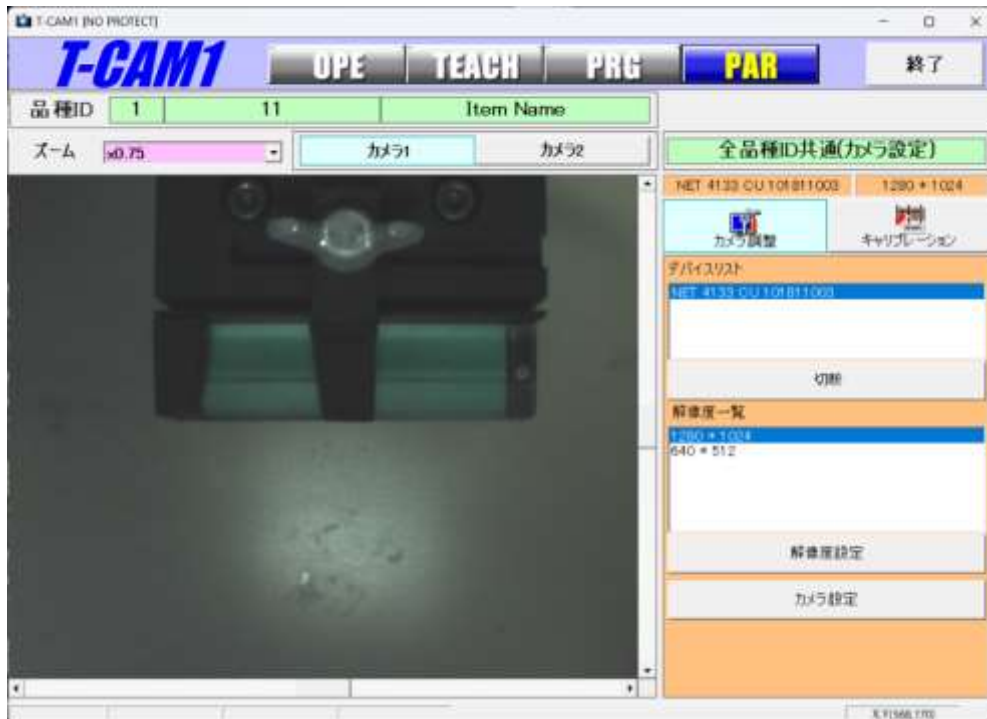 T-CAM1 [NO PROTECT]
T-CAM1 OPE TEACH PRG PAR 終了
品種ID 1 11 Item Name
ズーム x0.75 カメラ1 カメラ2 全品種ID共通(カメラ設定)
NET 4133 CU 101811003 1280 * 1024
カメラ調整 キャリブレーション
デバイスリスト
NET 4133 CU 101811003
切断
解像度一覧
1280 * 1024
640 * 512
解像度設定
カメラ設定